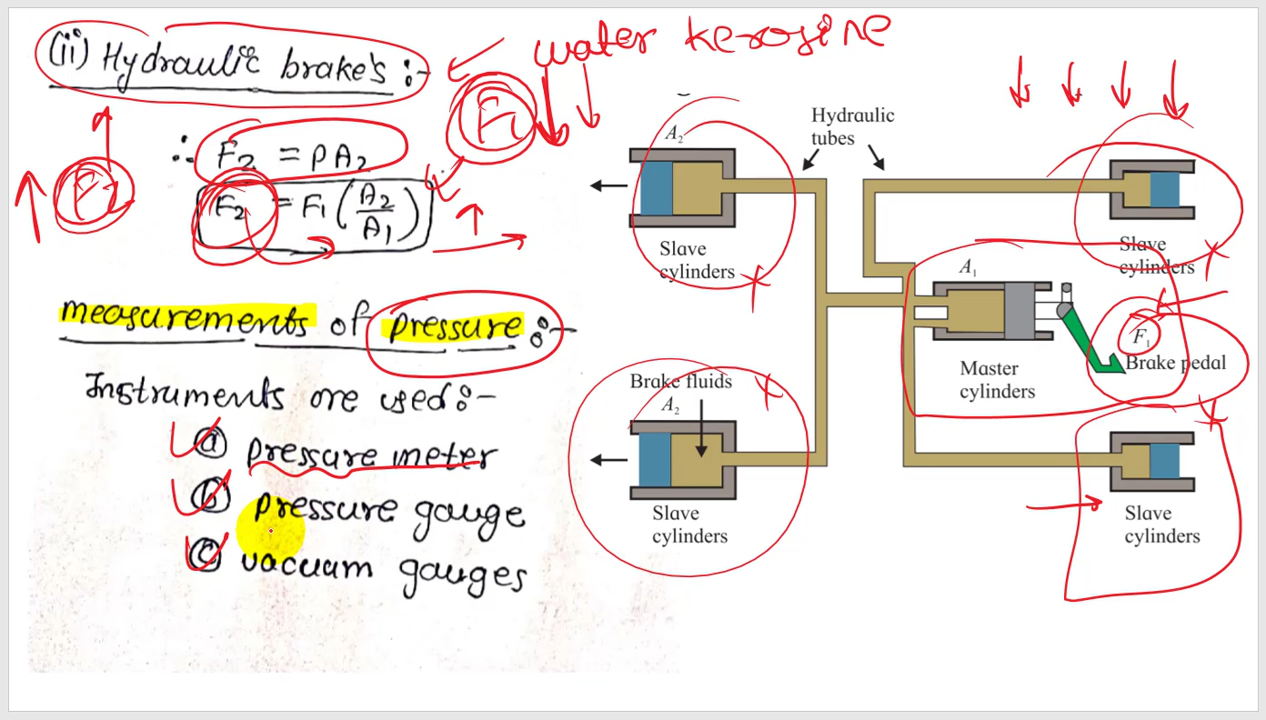 (ii) Hydraulic brake's :-
water kerosine
F1
∴ F2 = PA2
F2 = F1 (A2/A1)
measurements of pressure :-
Instruments are used :-
(a) pressure meter
(b) pressure gauge
(c) vacuum gauges
A2
Hydraulic
tubes
Slave
cylinders
Slave
cylinders
A1
F1
Brake pedal
Master
cylinders
Brake fluids
A2
Slave
cylinders
Slave
cylinders